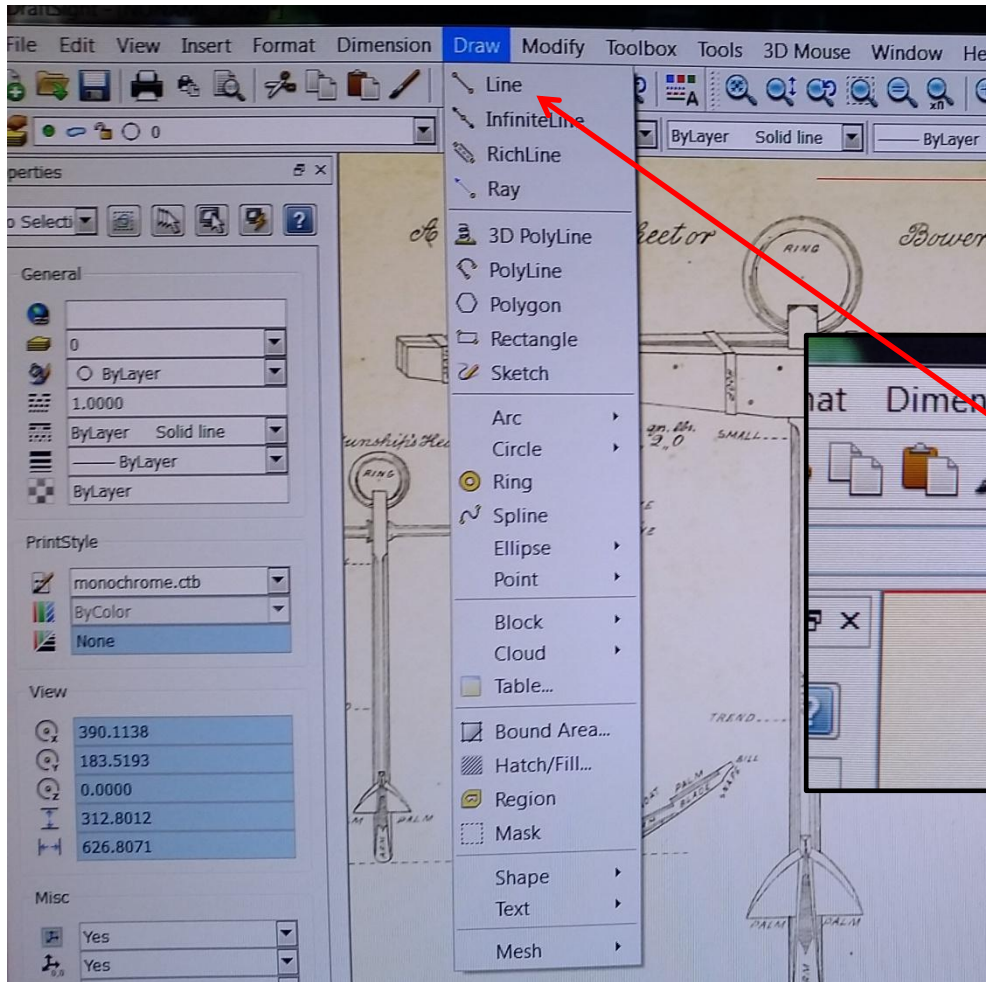 File Edit View Insert Format Dimension Draw Modify Toolbox Tools 3D Mouse Window
0
ByLayer Solid line
ByLayer
Line
InfiniteLine
RichLine
Ray
3D PolyLine
PolyLine
Polygon
Rectangle
Sketch
Arc
Circle
Ring
Spline
Ellipse
Point
Block
Cloud
Table...
Bound Area...
Hatch/Fill...
Region
Mask
Shape
Text
Mesh
General
0
ByLayer
1.0000
ByLayer Solid line
ByLayer
ByLayer
PrintStyle
monochrome.ctb
ByColor
None
View
390.1138
183.5193
0.0000
312.8012
626.8071
Misc
Yes
Yes
A
RING
Bower
SMALL
RING
TREND
PALM
BILL
PALM
PALM PALM